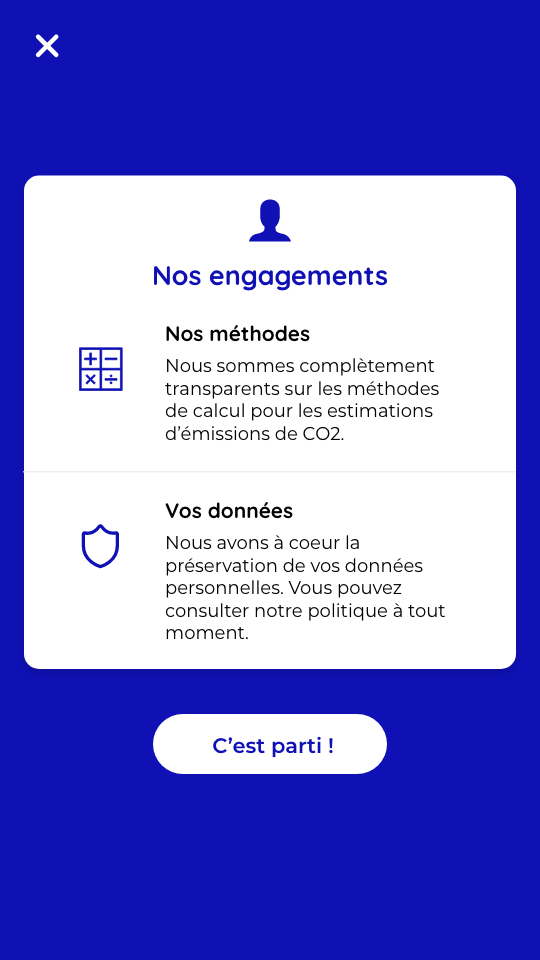 Nos engagements
Nos méthodes
Nous sommes complètement
transparents sur les méthodes
de calcul pour les estimations
d’émissions de CO2.
Vos données
Nous avons à coeur la
préservation de vos données
personnelles. Vous pouvez
consulter notre politique à tout
moment.
C’est parti !